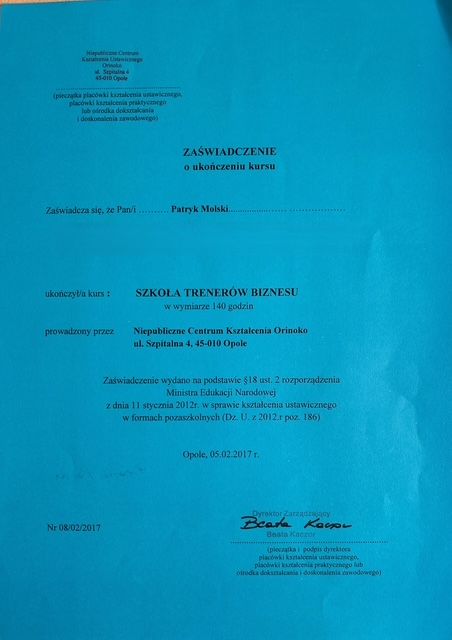 Niepubliczne Centrum
Kształcenia Ustawicznego
Orinoko
ul. Szpitalna 4
45-010 Opole
(pieczątka placówki kształcenia ustawicznego,
placówki kształcenia praktycznego
lub ośrodka dokształcania
i doskonalenia zawodowego)
ZAŚWIADCZENIE
o ukończeniu kursu
Zaświadcza się, że Pan/i .......... Patryk Molski..................... ...................
ukończył/a kurs : SZKOŁA TRENERÓW BIZNESU
w wymiarze 140 godzin
prowadzony przez Niepubliczne Centrum Kształcenia Orinoko
ul. Szpitalna 4, 45-010 Opole
Zaświadczenie wydano na podstawie §18 ust. 2 rozporządzenia
Ministra Edukacji Narodowej
z dnia 11 stycznia 2012r. w sprawie kształcenia ustawicznego
w formach pozaszkolnych (Dz. U. z 2012.r poz. 186)
Opole, 05.02.2017 r.
Nr 08/02/2017
Dyrektor Zarządzający
Beata Kaczor
Beata Kaczor
(pieczątka i podpis dyrektora
placówki kształcenia ustawicznego,
placówki kształcenia praktycznego lub
ośrodka dokształcania i doskonalenia zawodowego)